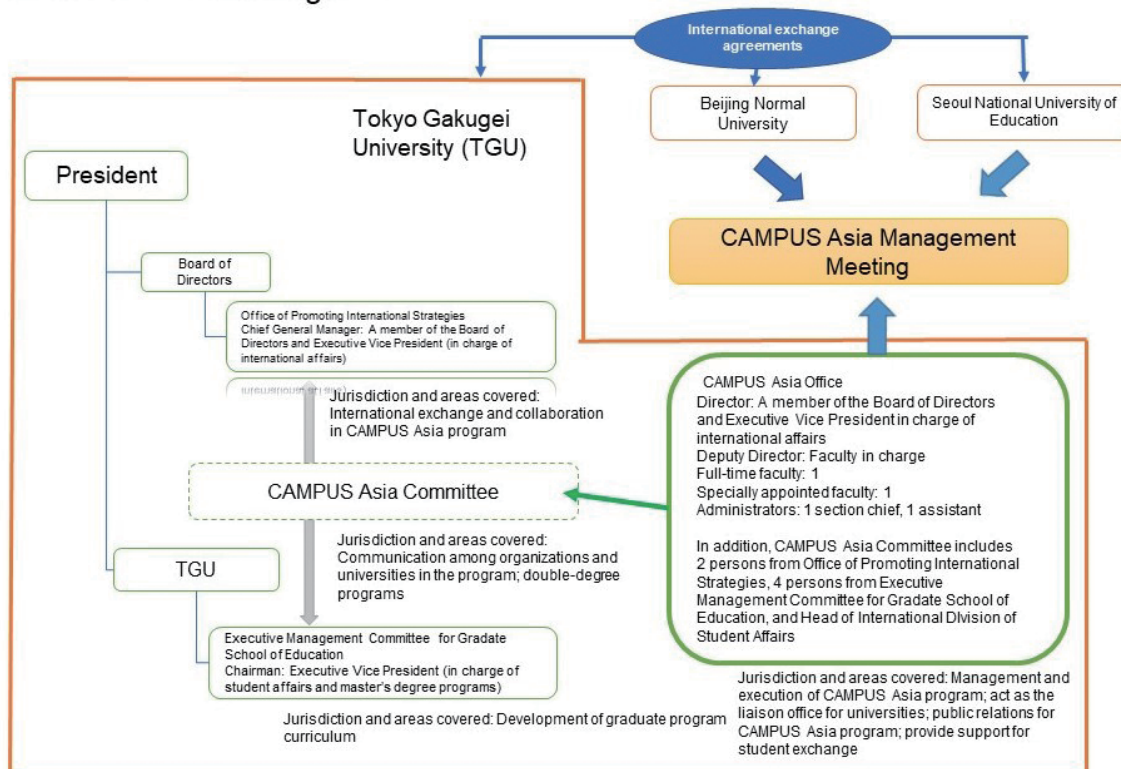 International exchange
agreements
Tokyo Gakugei
University (TGU)
Beijing Normal
University
Seoul National University of
Education
President
CAMPUS Asia Management
Meeting
Board of
Directors
Office of Promoting International Strategies
Chief General Manager: A member of the Board of
Directors and Executive Vice President (in charge of
international affairs)
Jurisdiction and areas covered:
International exchange and collaboration
in CAMPUS Asia program
CAMPUS Asia Committee
CAMPUS Asia Office
Director: A member of the Board of Directors
and Executive Vice President in charge of
international affairs
Deputy Director: Faculty in charge
Full-time faculty: 1
Specially appointed faculty: 1
Administrators: 1 section chief, 1 assistant
In addition, CAMPUS Asia Committee includes
2 persons from Office of Promoting International
Strategies, 4 persons from Executive
Management Committee for Gradate School of
Education, and Head of International Division of
Student Affairs
Jurisdiction and areas covered:
Communication among organizations and
universities in the program; double-degree
programs
TGU
Executive Management Committee for Gradate
School of Education
Chairman: Executive Vice President (in charge of
student affairs and master's degree programs)
Jurisdiction and areas covered: Development of graduate program
curriculum
Jurisdiction and areas covered: Management and
execution of CAMPUS Asia program; act as the
liaison office for universities; public relations for
CAMPUS Asia program; provide support for
student exchange